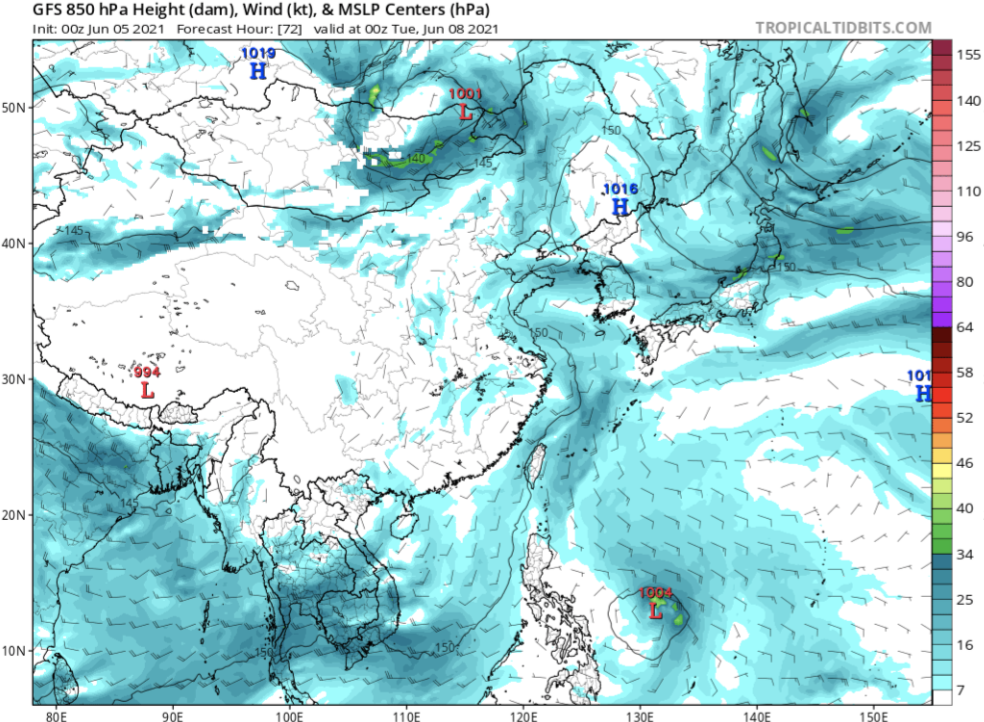 GFS 850 hPa Height (dam), Wind (kt), & MSLP Centers (hPa)
Init: 00z Jun 05 2021 Forecast Hour: [72] valid at 00z Tue, Jun 08 2021
TROPICALTIDBITS.COM
1019
H
1001
L
50N
150
140
145
1016
H
145
40N
150
150
994
L
30N
101
H
145
20N
1004
L
10N
150
150
80E 90E 100E 110E 120E 130E 140E 150E
155
140
125
110
96
80
64
58
52
46
40
34
25
16
7